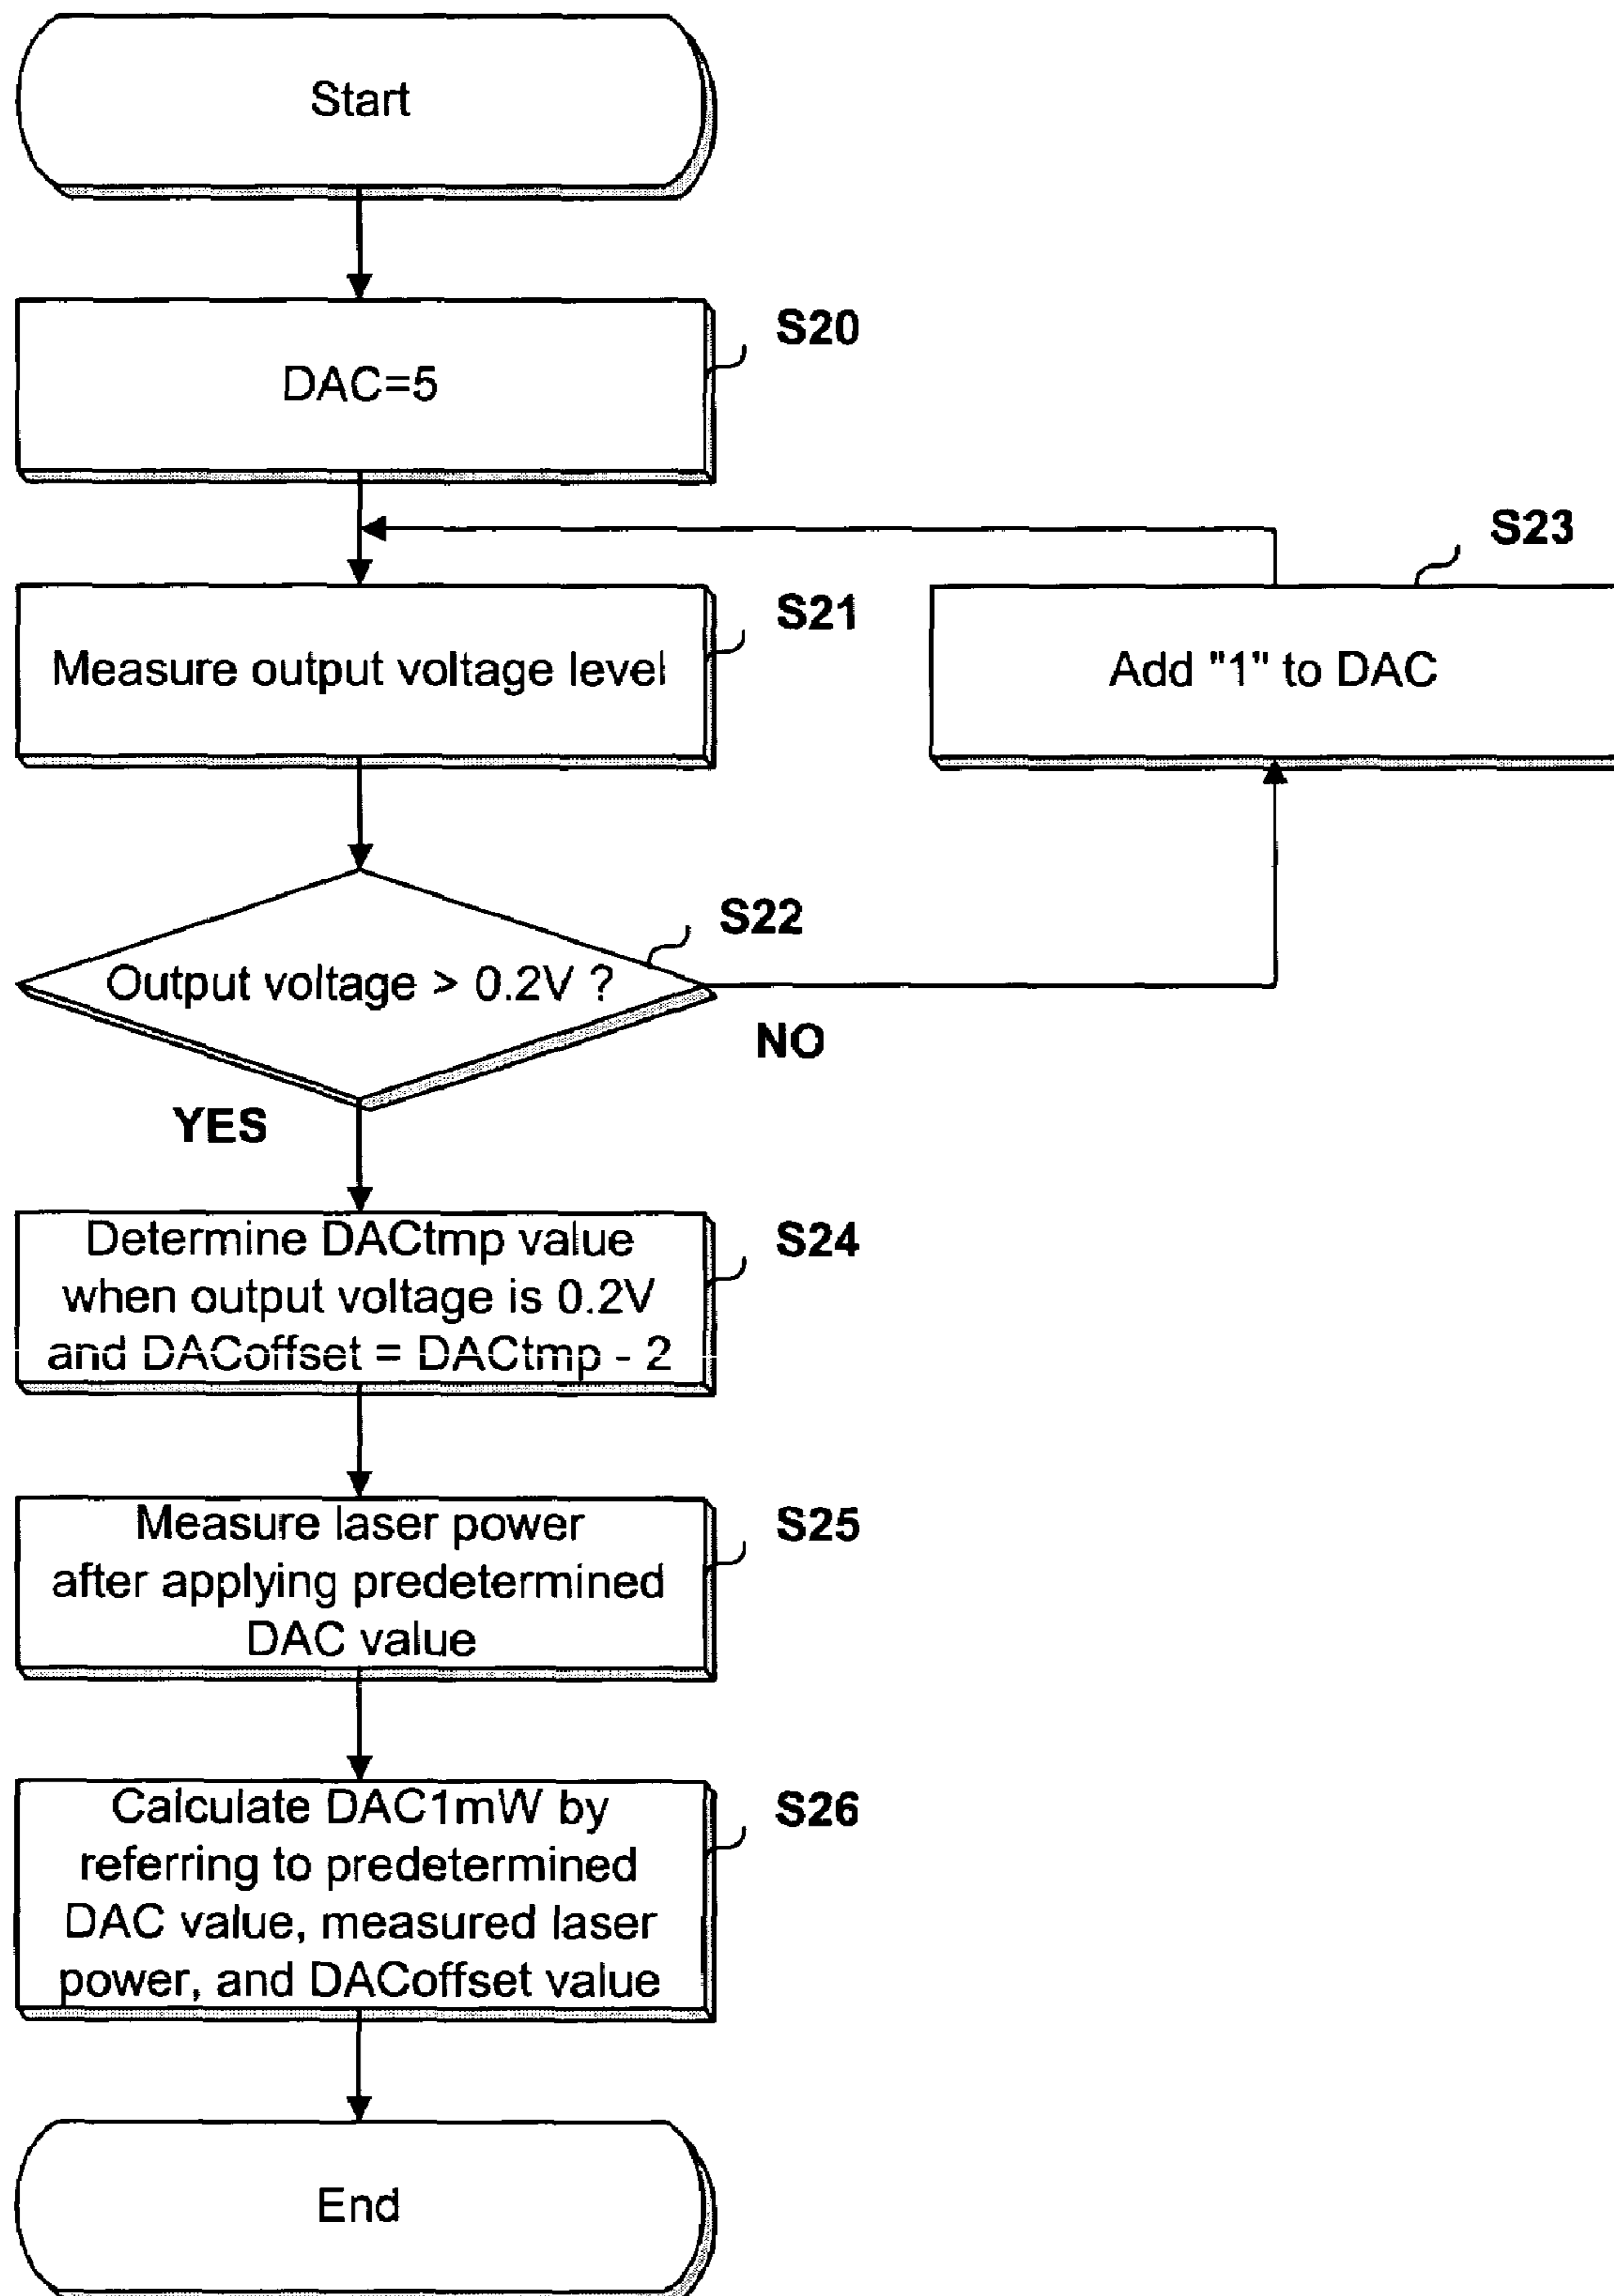 Start
S20
DAC=5
S23
S21
Measure output voltage level
Add "1" to DAC
S22
Output voltage > 0.2V ?
NO
YES
S24
Determine DACtmp value
when output voltage is 0.2V
and DACoffset = DACtmp - 2
S25
Measure laser power
after applying predetermined
DAC value
S26
Calculate DAC1mW by
referring to predetermined
DAC value, measured laser
power, and DACoffset value
End